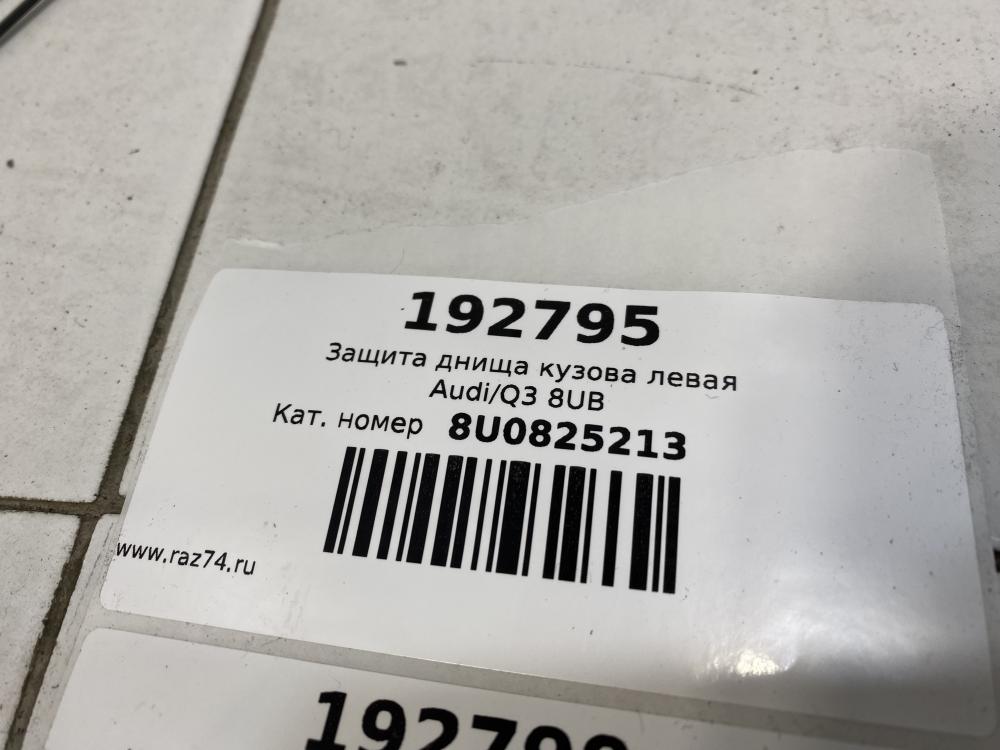 192795
Защита днища кузова левая
Audi/Q3 8UB
Кат. номер 8U0825213
www.raz74.ru